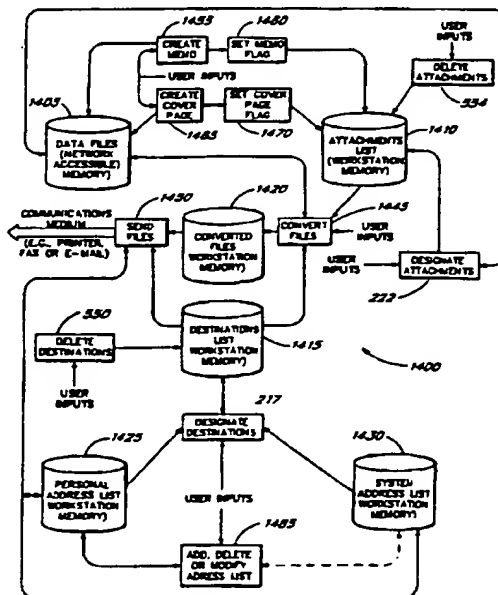 1455
1460
CREATE
MEMO
SET MEMO
FLAG
USER INPUTS
USER
INPUTS
DELETE
ATTACHMENTS
554
1405
CREATE
COVER
PAGE
SET COVER
PAGE
FLAG
1465
1470
1410
DATA FILES
(NETWORK
ACCESSIBLE)
MEMORY)
ATTACHMENTS
LIST
(WORKSTATION
MEMORY)
1450
1420
1445
COMMUNICATIONS
MEDIUM
(E.G., PRINTER,
FAX OR E-MAIL)
SEND
FILES
CONVERTED
FILES
WORKSTATION
MEMORY)
CONVERT
FILES
USER
INPUTS
USER
INPUTS
DESIGNATE
ATTACHMENTS
222
550
DELETE
DESTINATIONS
USER
INPUTS
DESTINATIONS
LIST
WORKSTATION
MEMORY)
1415
1400
217
DESIGNATE
DESTINATIONS
1425
1430
PERSONAL
ADDRESS LIST
WORKSTATION
MEMORY)
USER INPUTS
SYSTEM
ADDRESS LIST
WORKSTATION
MEMORY)
1485
ADD, DELETE
OR MODIFY
ADRESS LIST